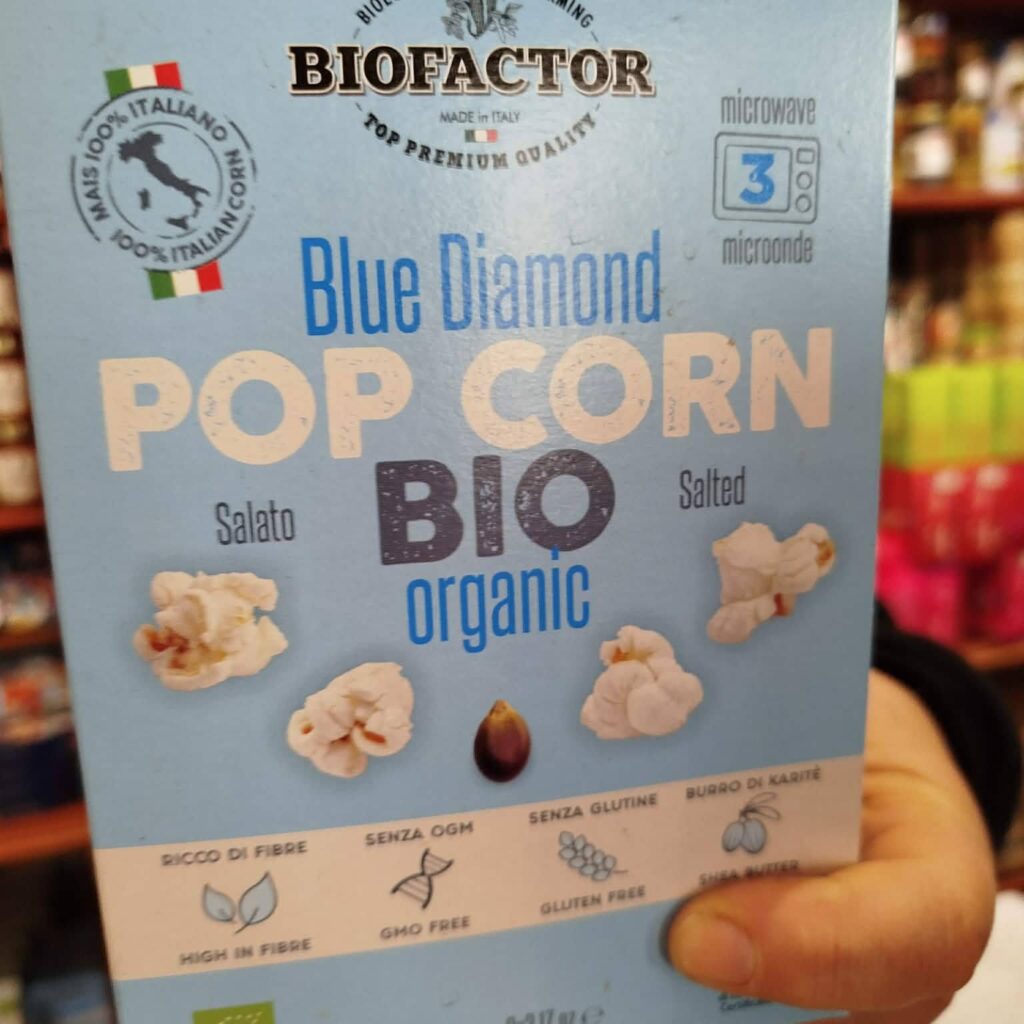 BIOFACTOR
MADE in ITALY
TOP PREMIUM QUALITY
MAIS 100% ITALIANO
100% ITALIAN CORN
microwave
3
microonde
Blue Diamond
POP CORN
BIO
organic
Salato
Salted
RICCO DI FIBRE
HIGH IN FIBRE
SENZA OGM
GMO FREE
SENZA GLUTINE
GLUTEN FREE
BURRO DI KARITÈ
SHEA BUTTER